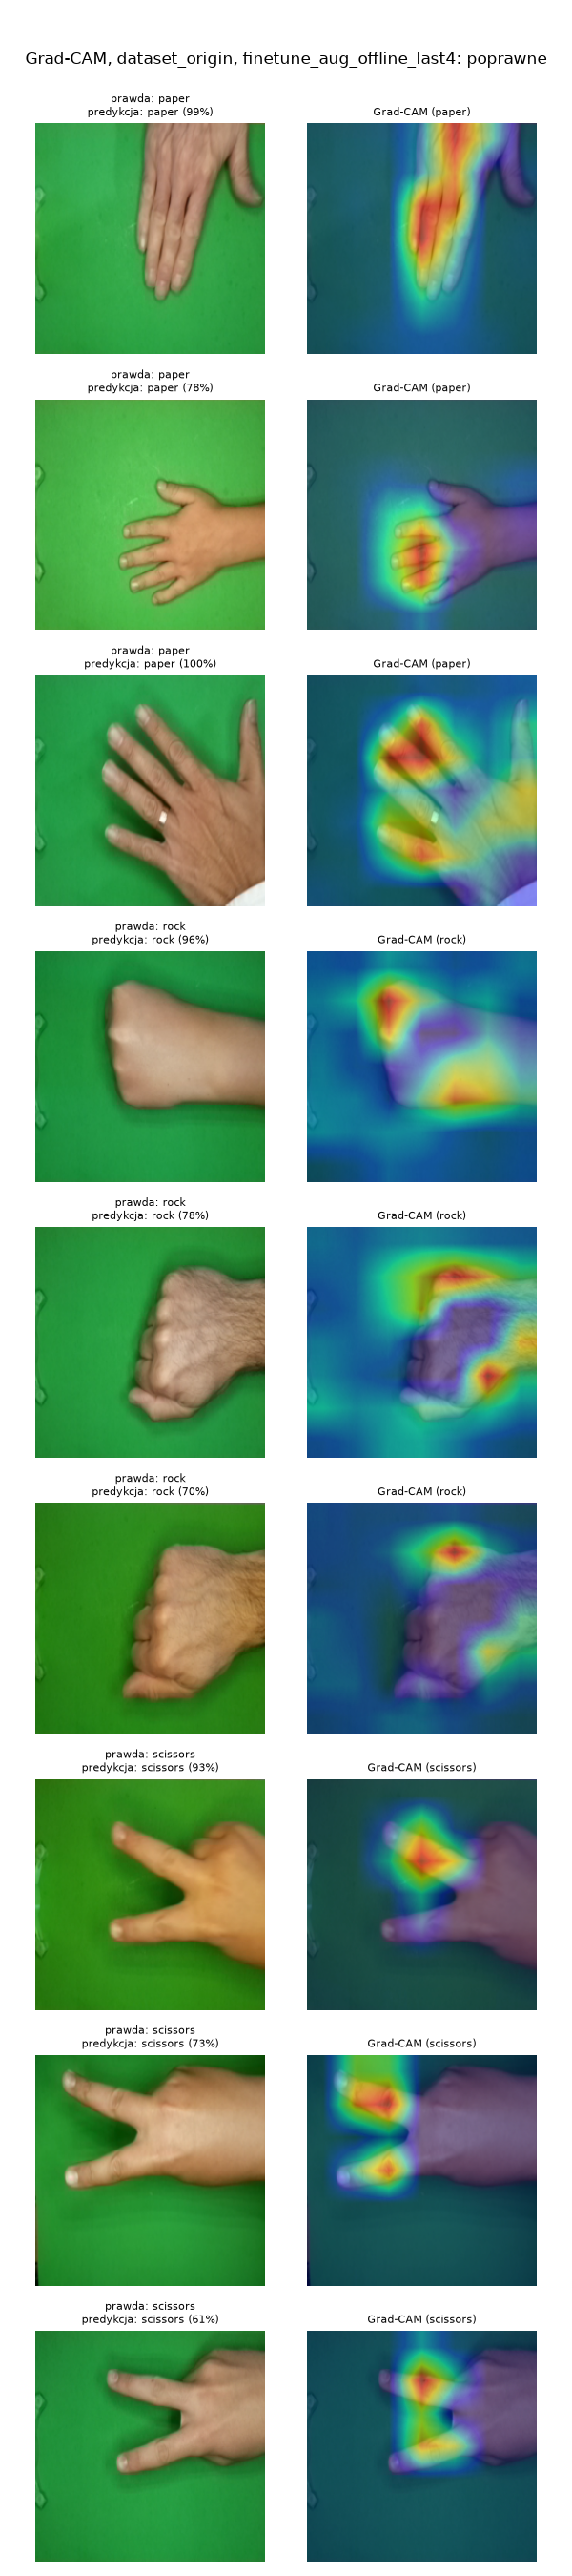 Grad-CAM, dataset_origin, finetune_aug_offline_last4: poprawne
prawda: paper
predykcja: paper (99%)
Grad-CAM (paper)
prawda: paper
predykcja: paper (78%)
Grad-CAM (paper)
prawda: paper
predykcja: paper (100%)
Grad-CAM (paper)
prawda: rock
predykcja: rock (96%)
Grad-CAM (rock)
prawda: rock
predykcja: rock (78%)
Grad-CAM (rock)
prawda: rock
predykcja: rock (70%)
Grad-CAM (rock)
prawda: scissors
predykcja: scissors (93%)
Grad-CAM (scissors)
prawda: scissors
predykcja: scissors (73%)
Grad-CAM (scissors)
prawda: scissors
predykcja: scissors (61%)
Grad-CAM (scissors)